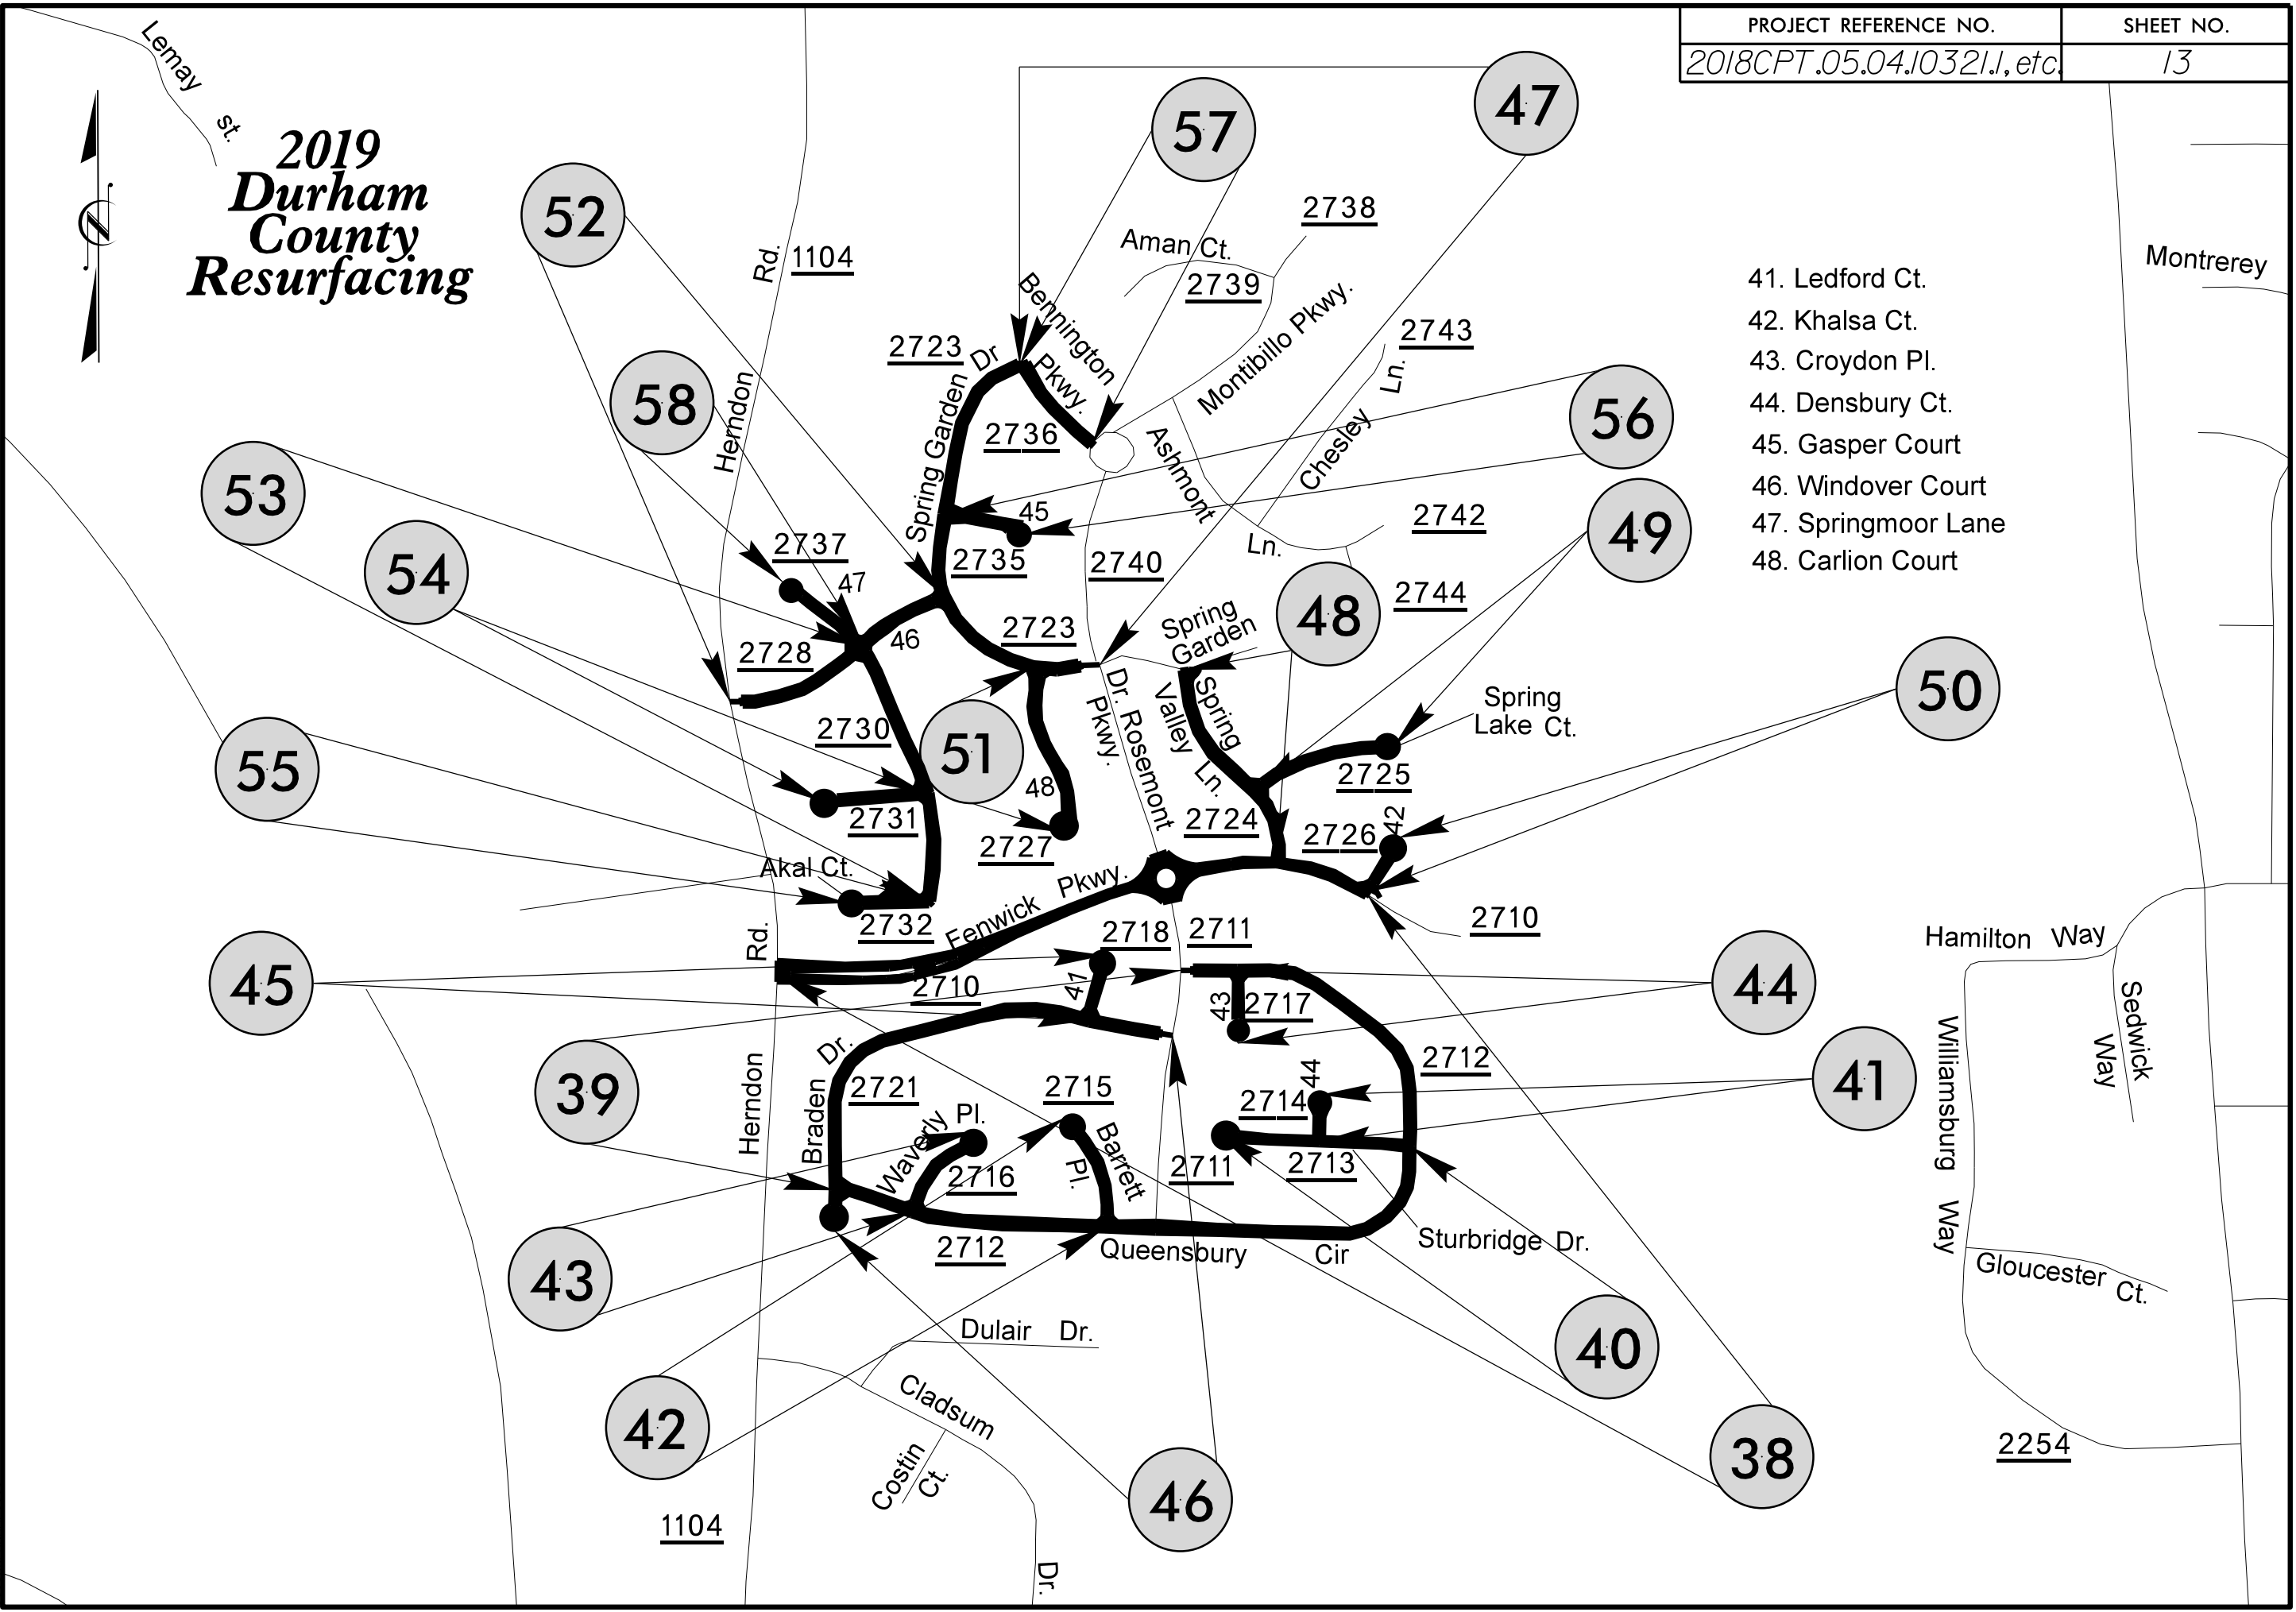 PROJECT REFERENCE NO.
SHEET NO.
2018CPT.05.04.10321.1, etc.
13
Lemay st.
2019
Durham
County
Resurfacing
52
57
47
58
53
54
55
45
39
43
42
46
38
40
41
44
50
49
56
48
51
41. Ledford Ct.
42. Khalsa Ct.
43. Croydon Pl.
44. Densbury Ct.
45. Gasper Court
46. Windover Court
47. Springmoor Lane
48. Carlion Court
Montrerey
Rd.
1104
Herndon
Aman Ct.
2738
2739
Bennington
Pkwy.
Montibillo Pkwy.
2743
Chesley Ln.
2723
Spring Garden Dr
2736
Ashmont
Ln.
2742
2744
45
2735
2740
2737
47
46
2728
2723
Spring
Garden
Dr. Rosemont
Pkwy.
Spring
Valley
Ln.
Spring
Lake Ct.
2725
2730
48
2731
2727
2724
2726
42
Akal Ct.
2732
Fenwick Pkwy.
2710
Rd.
2718
2711
2710
41
43
2717
2712
Hamilton Way
Sedwick
Way
Williamsburg Way
Gloucester Ct.
Herndon
Braden Dr.
2721
Waverly Pl.
2716
2715
Barrett
Pl.
2714
44
2711
2713
2712
Queensbury Cir
Sturbridge Dr.
Dulair Dr.
Cladsum
Costin
Ct.
Dr.
1104
2254